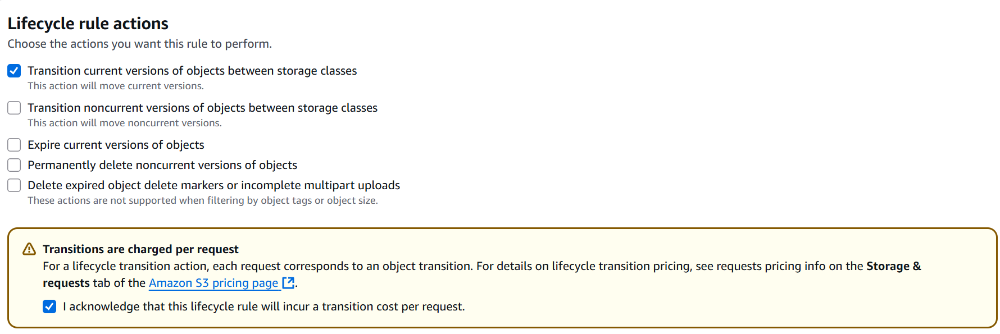 Lifecycle rule actions
Choose the actions you want this rule to perform.
Transition current versions of objects between storage classes
This action will move current versions.
Transition noncurrent versions of objects between storage classes
This action will move noncurrent versions.
Expire current versions of objects
Permanently delete noncurrent versions of objects
Delete expired object delete markers or incomplete multipart uploads
These actions are not supported when filtering by object tags or object size.
Transitions are charged per request
For a lifecycle transition action, each request corresponds to an object transition. For details on lifecycle transition pricing, see requests pricing info on the Storage &
requests tab of the Amazon S3 pricing page.
I acknowledge that this lifecycle rule will incur a transition cost per request.